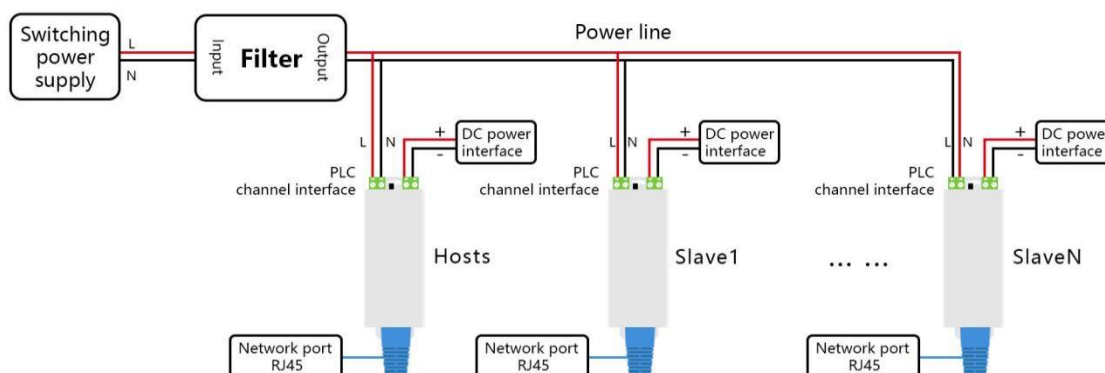 Switching
power
supply
L
N
Input
Filter
Output
Power line
L
N
+
-
DC power
interface
PLC
channel interface
Hosts
Network port
RJ45
L
N
+
-
DC power
interface
PLC
channel interface
Slave1
Network port
RJ45
... ...
L
N
+
-
DC power
interface
PLC
channel interface
SlaveN
Network port
RJ45